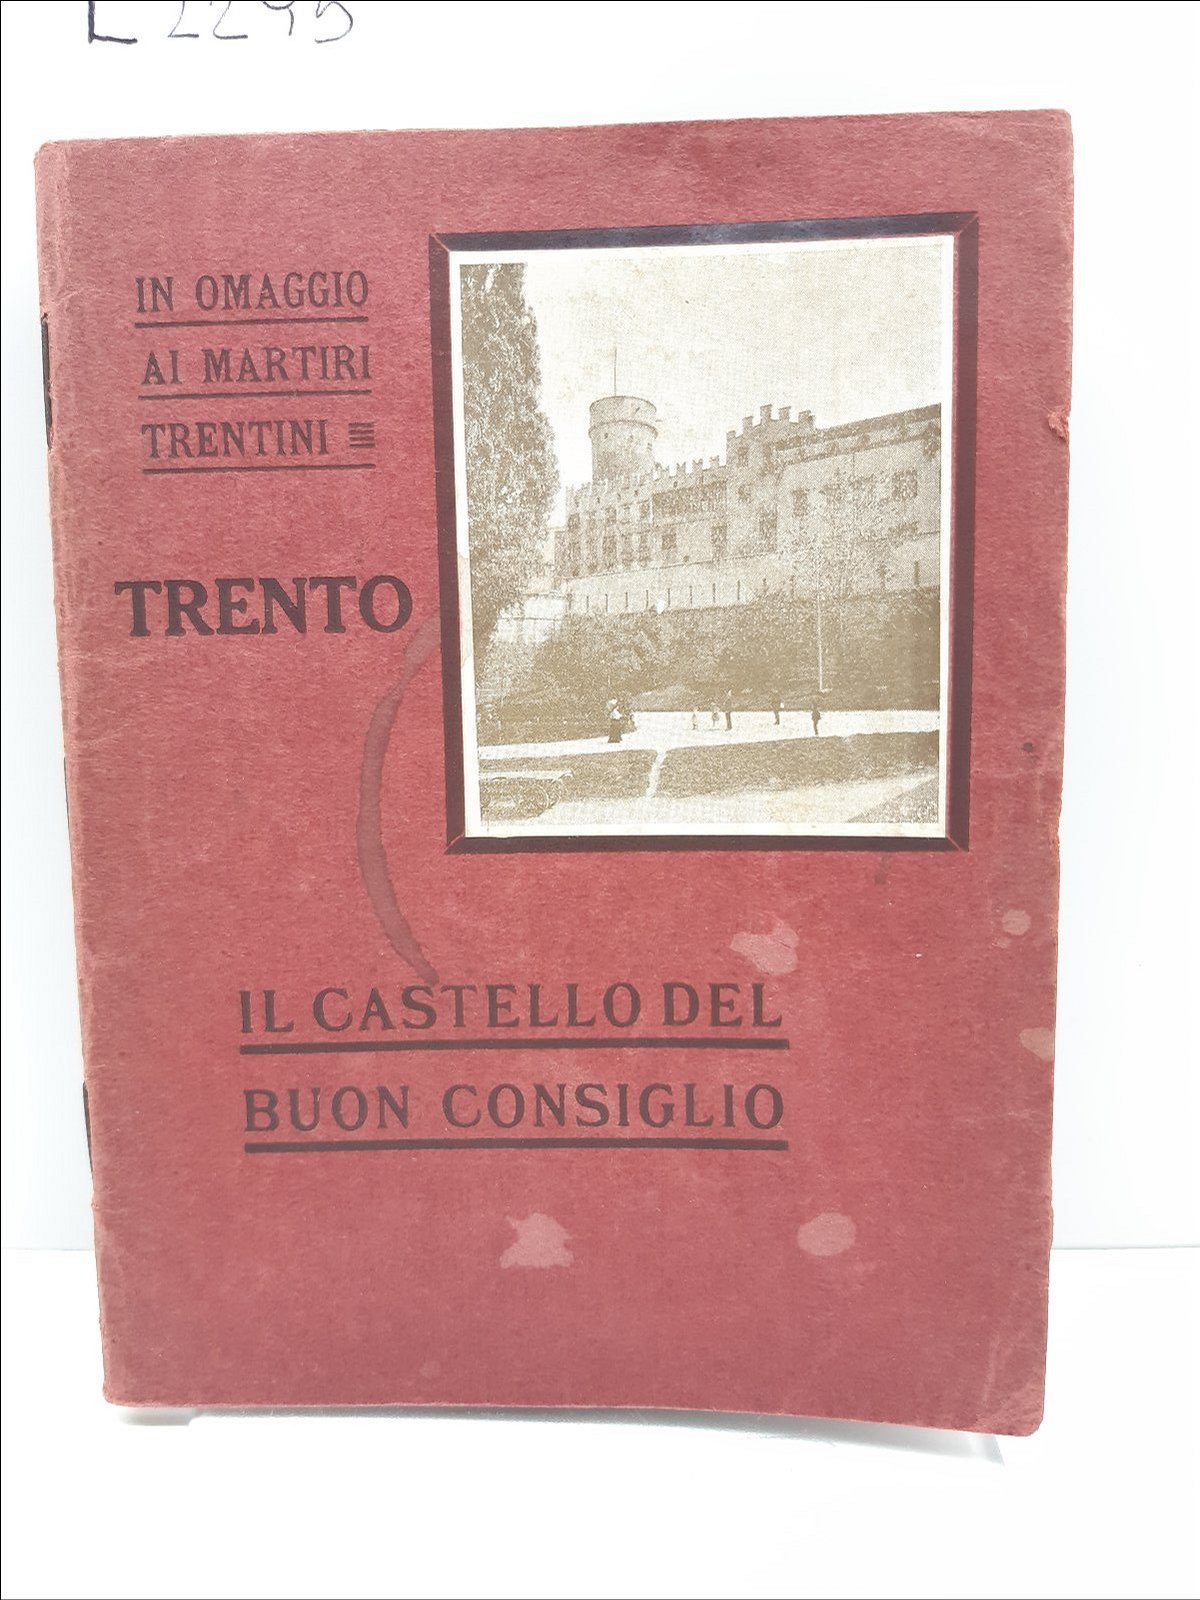 IN OMAGGIO
AI MARTIRI
TRENTINI
TRENTO
IL CASTELLO DEL
BUON CONSIGLIO